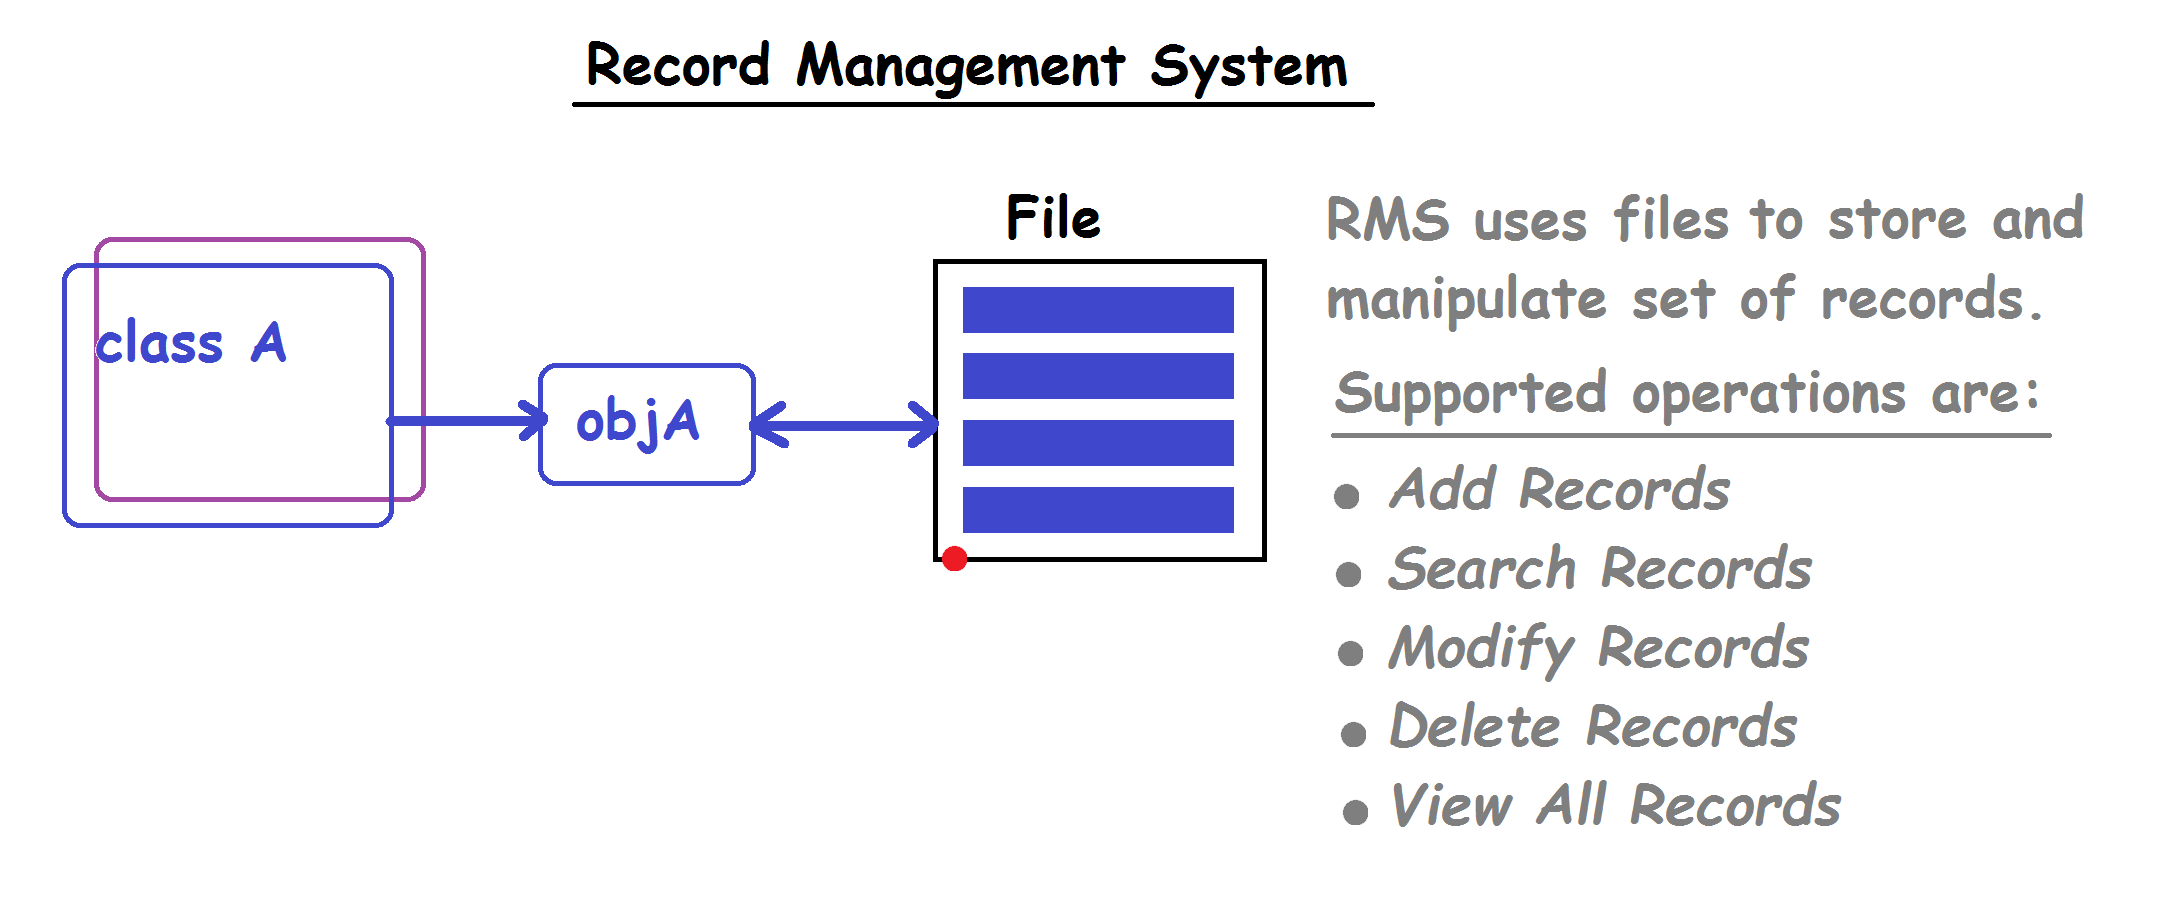 Record Management System
class A
objA
File
RMS uses files to store and
manipulate set of records.
Supported operations are:
● Add Records
● Search Records
● Modify Records
● Delete Records
● View All Records